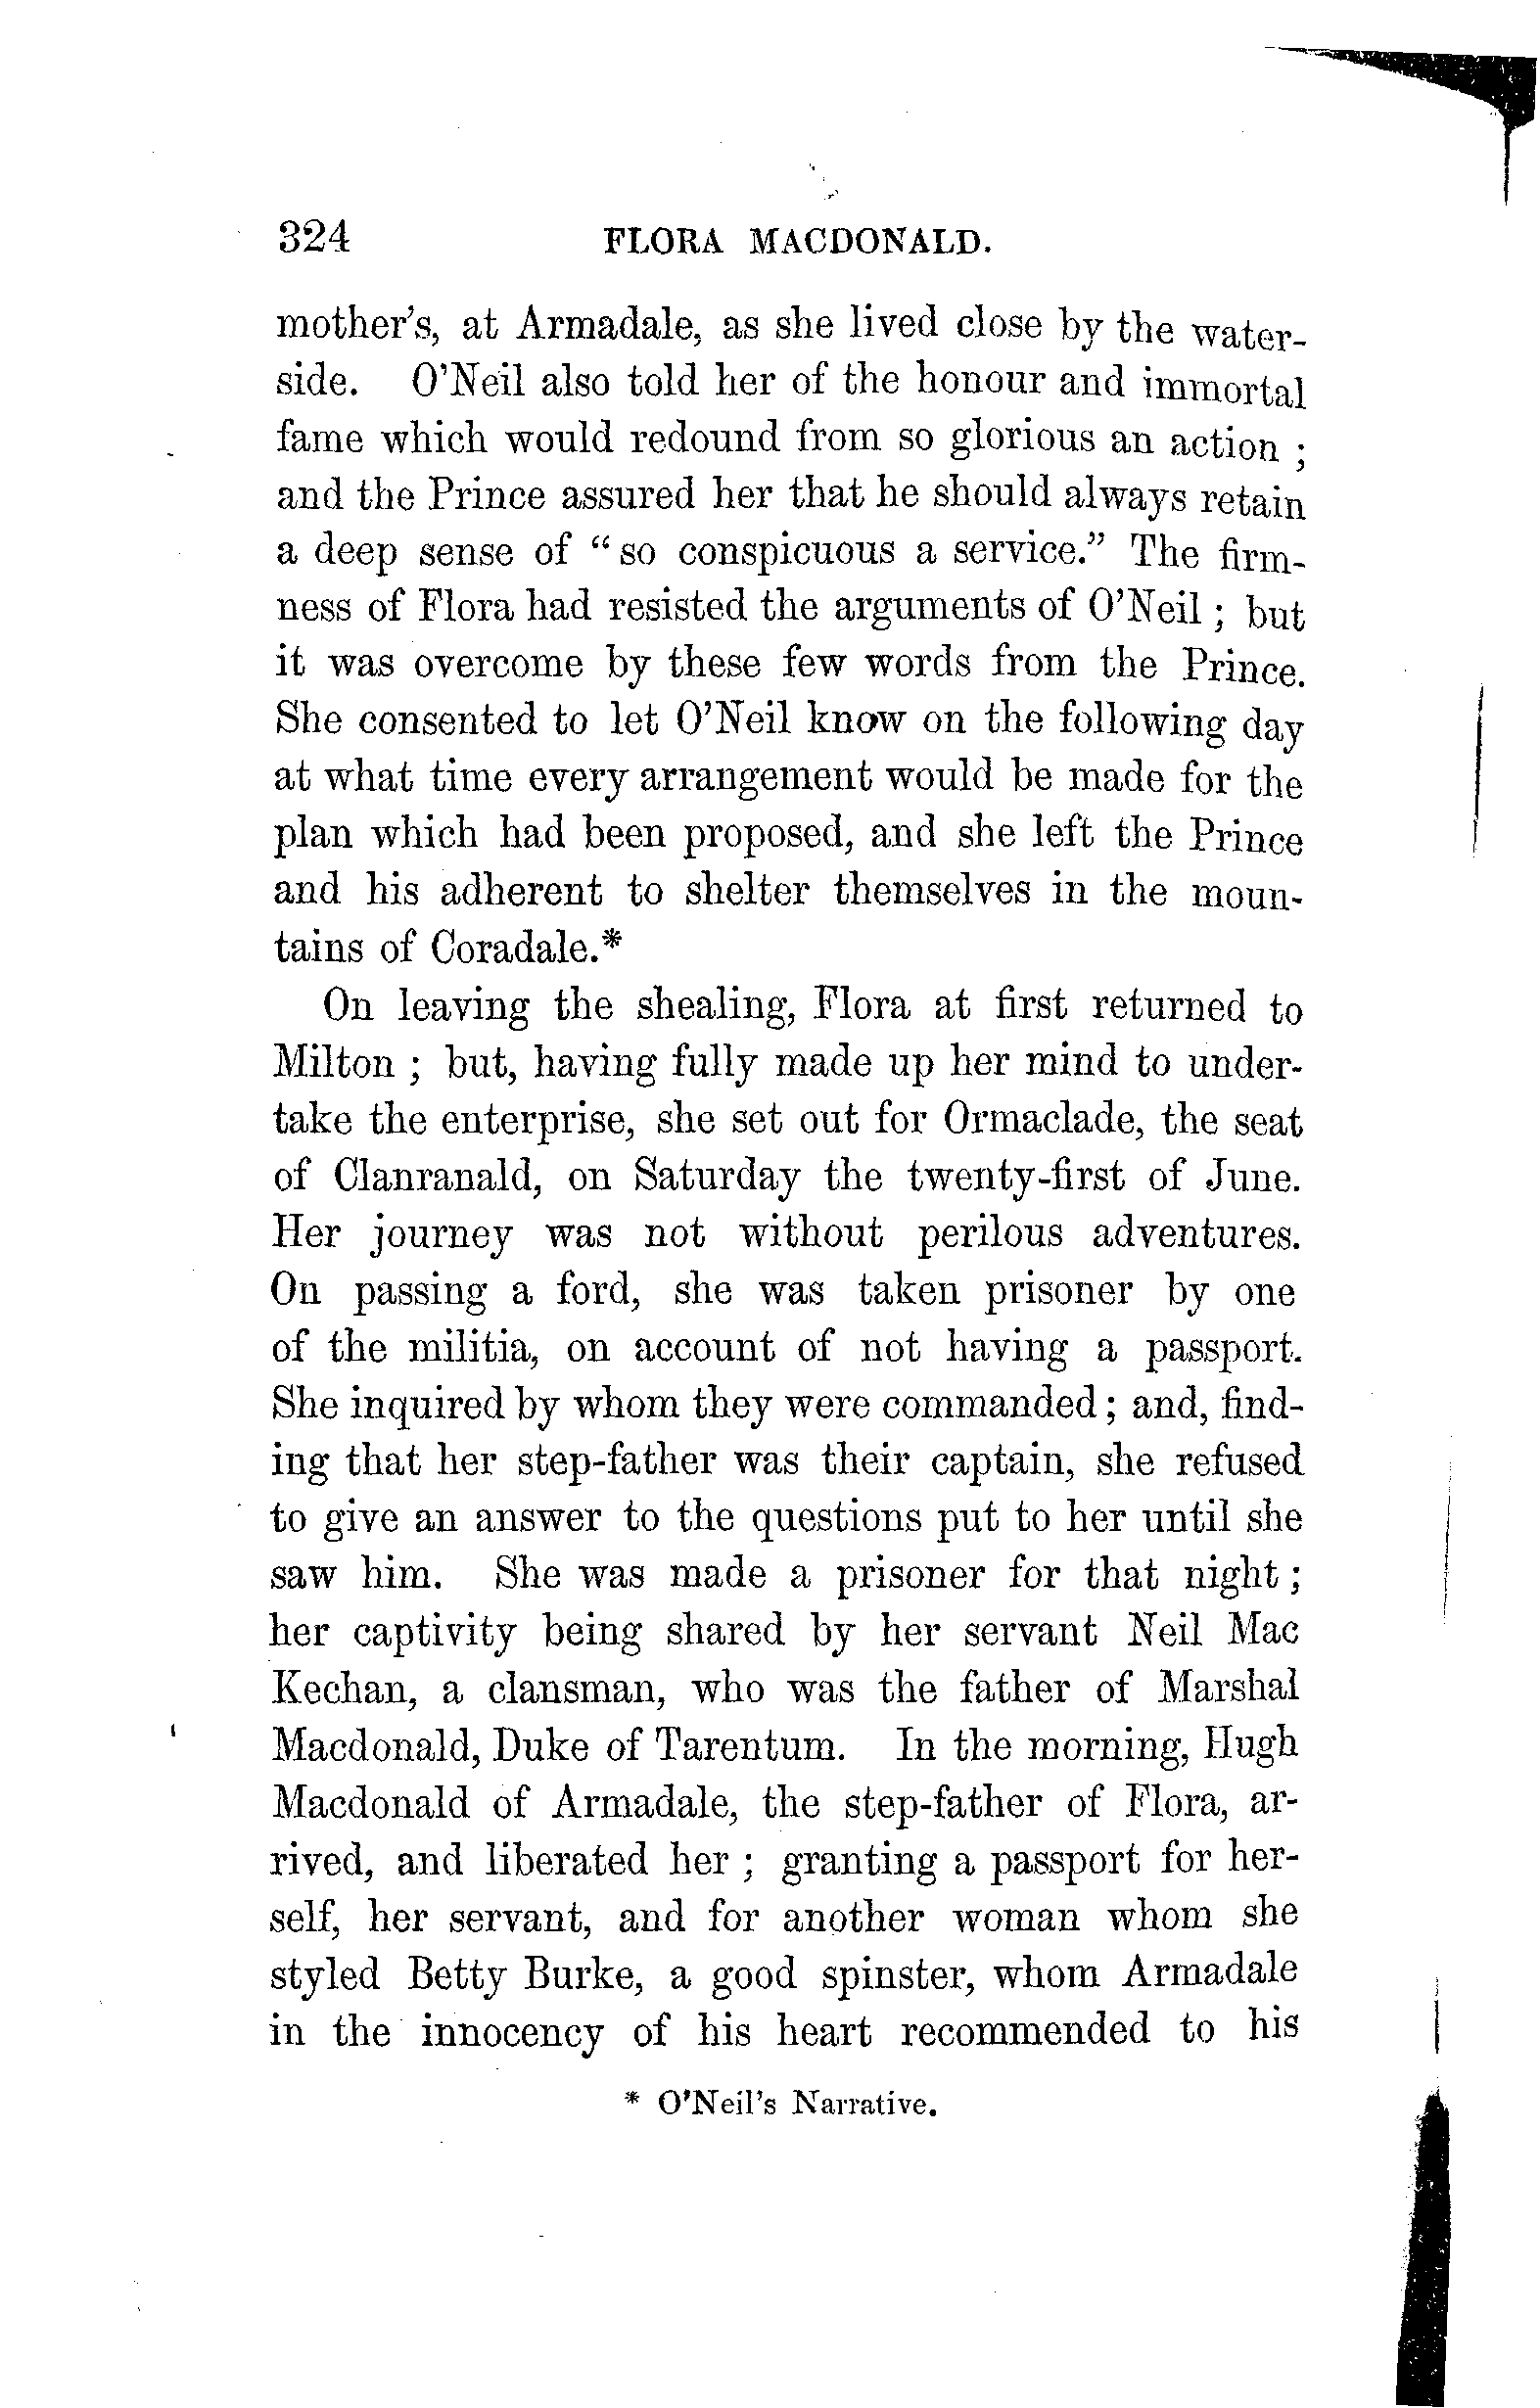 324 FLORA MACDONALD.
mother's, at Armadale, as she lived close by the water-
side. O'Neil also told her of the honour and immortal
fame which would redound from so glorious an action ;
and the Prince assured her that he should always retain
a deep sense of "so conspicuous a service." The firm-
ness of Flora had resisted the arguments of O'Neil ; but
it was overcome by these few words from the Prince.
She consented to let O'Neil know on the following day
at what time every arrangement would be made for the
plan which had been proposed, and she left the Prince
and his adherent to shelter themselves in the moun-
tains of Coradale.*
On leaving the shealing, Flora at first returned to
Milton ; but, having fully made up her mind to under-
take the enterprise, she set out for Ormaclade, the seat
of Clanranald, on Saturday the twenty-first of June.
Her journey was not without perilous adventures.
On passing a ford, she was taken prisoner by one
of the militia, on account of not having a passport.
She inquired by whom they were commanded ; and, find-
ing that her step-father was their captain, she refused
to give an answer to the questions put to her until she
saw him. She was made a prisoner for that night ;
her captivity being shared by her servant Neil Mac
Kechan, a clansman, who was the father of Marshal
Macdonald, Duke of Tarentum. In the morning, Hugh
Macdonald of Armadale, the step-father of Flora, ar-
rived, and liberated her ; granting a passport for her-
self, her servant, and for another woman whom she
styled Betty Burke, a good spinster, whom Armadale
in the innocency of his heart recommended to his
* O'Neil's Narrative.